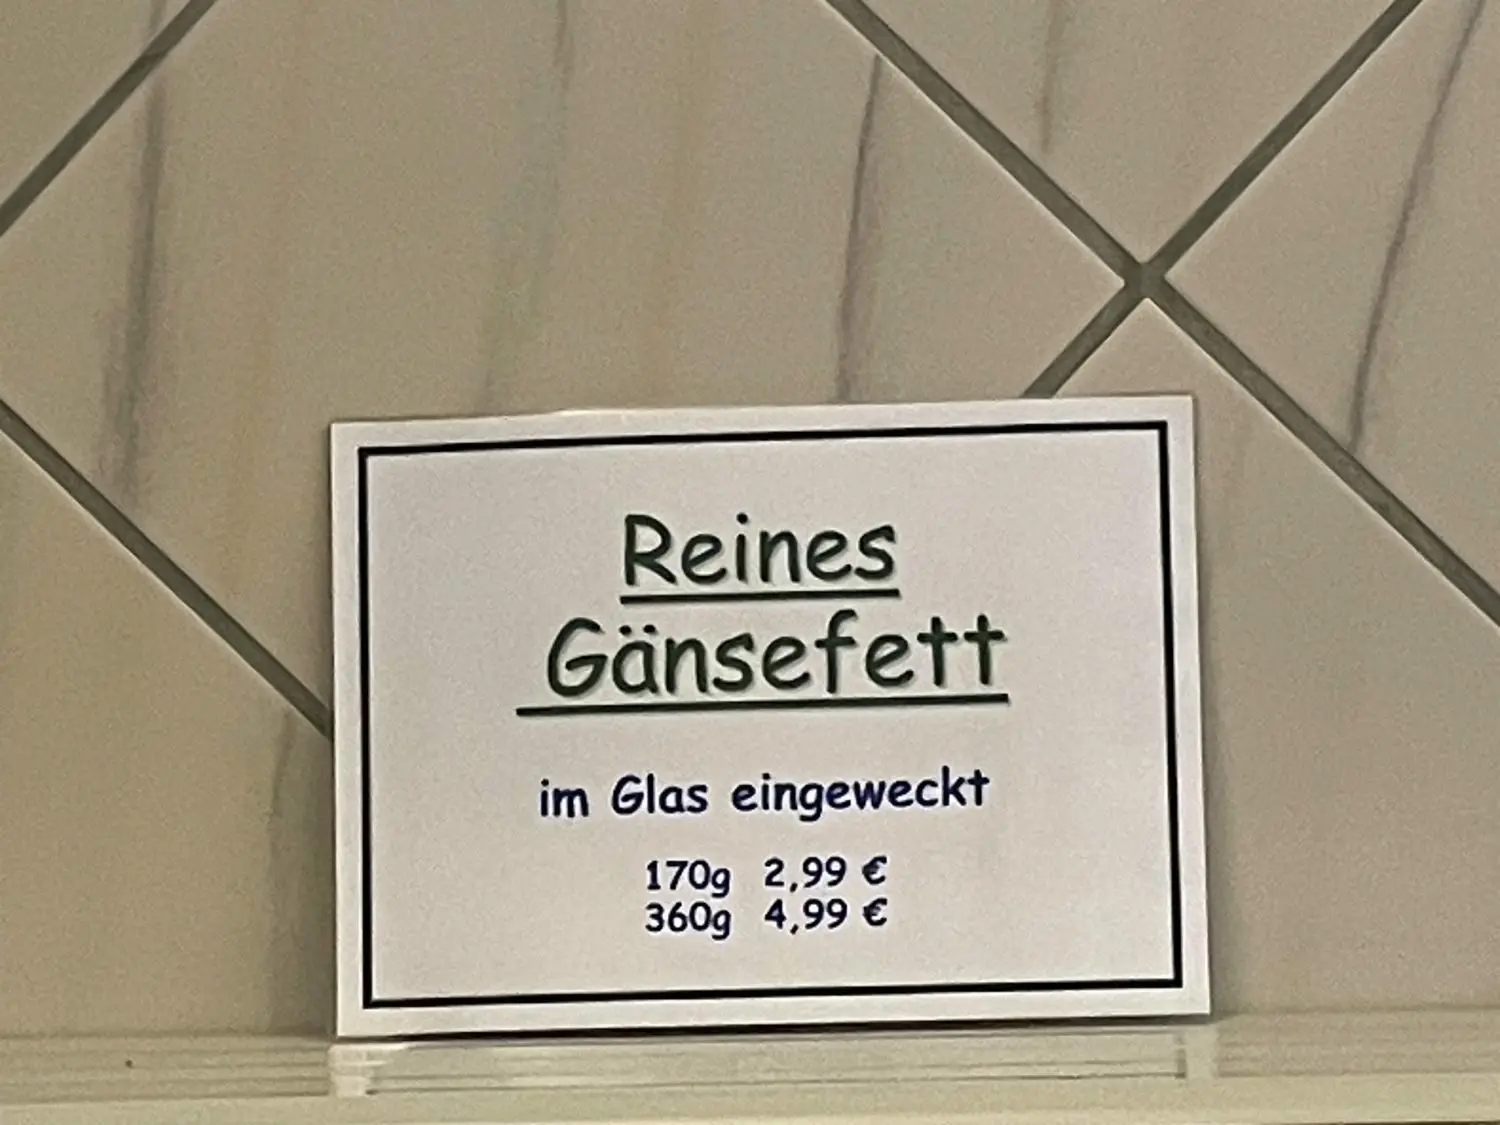 Reines
Gänsefett
im Glas eingeweckt
170g 2,99 €
360g 4,99 €